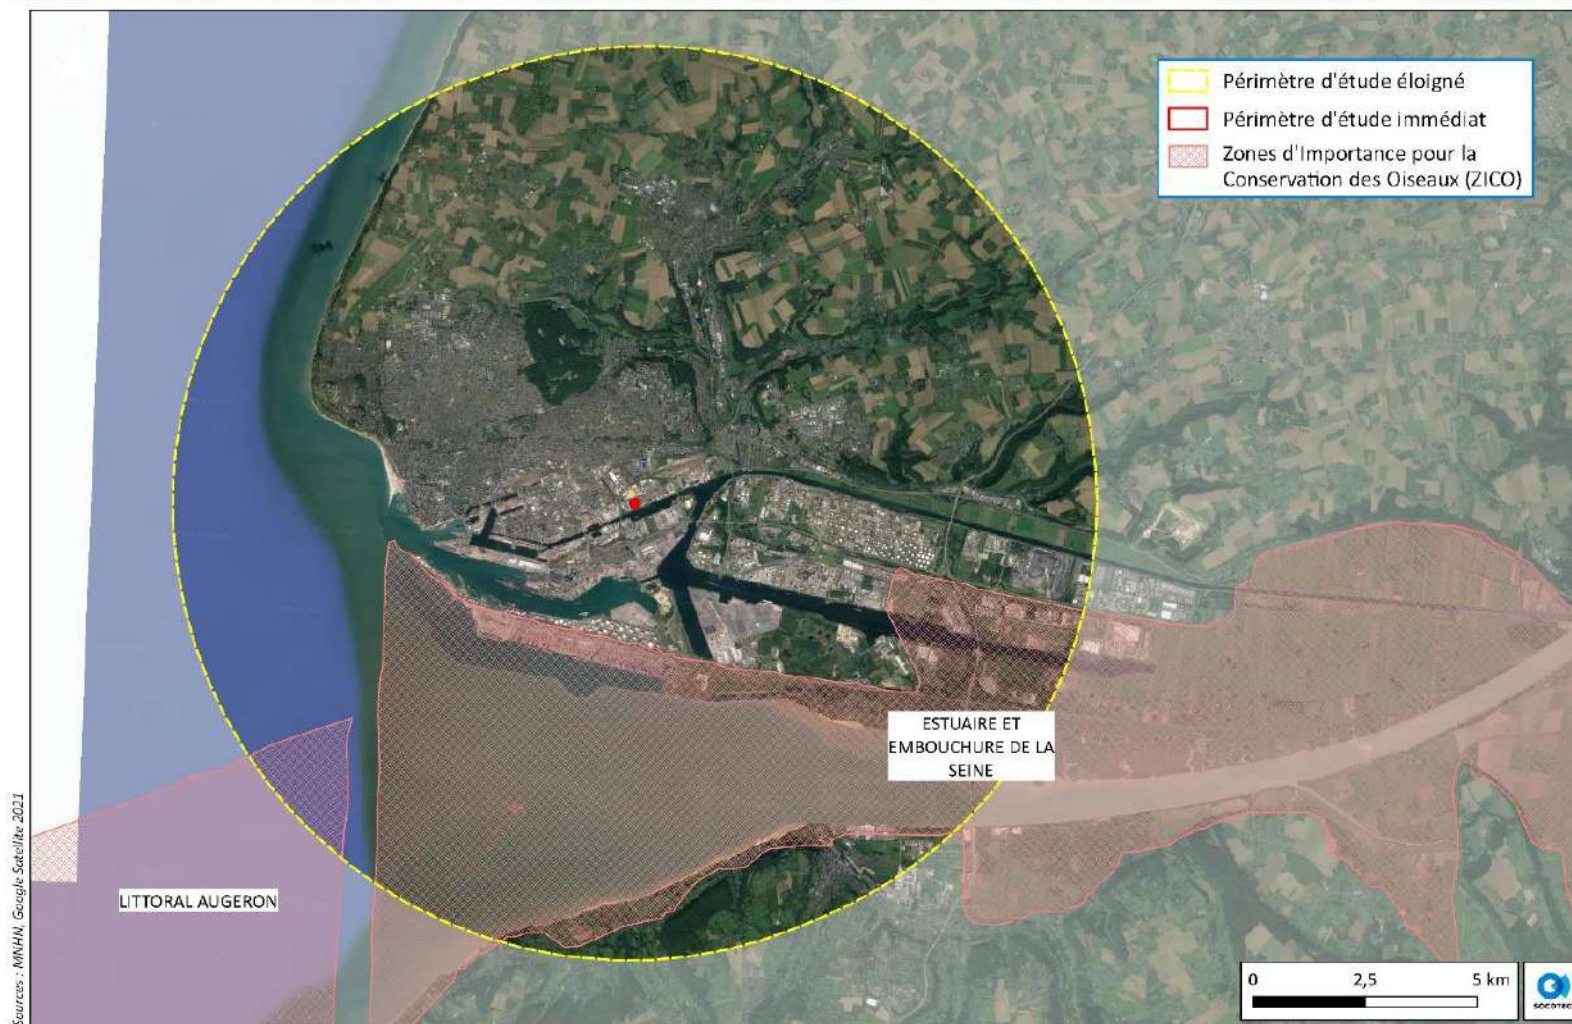 Périmètre d'étude éloigné
Périmètre d'étude immédiat
Zones d'Importance pour la
Conservation des Oiseaux (ZICO)
ESTUAIRE ET
EMBOUCHURE DE LA
SEINE
LITTORAL AUGERON
Sources : MNHN, Google Satellite 2021
0 2,5 5 km
SOCOTEC